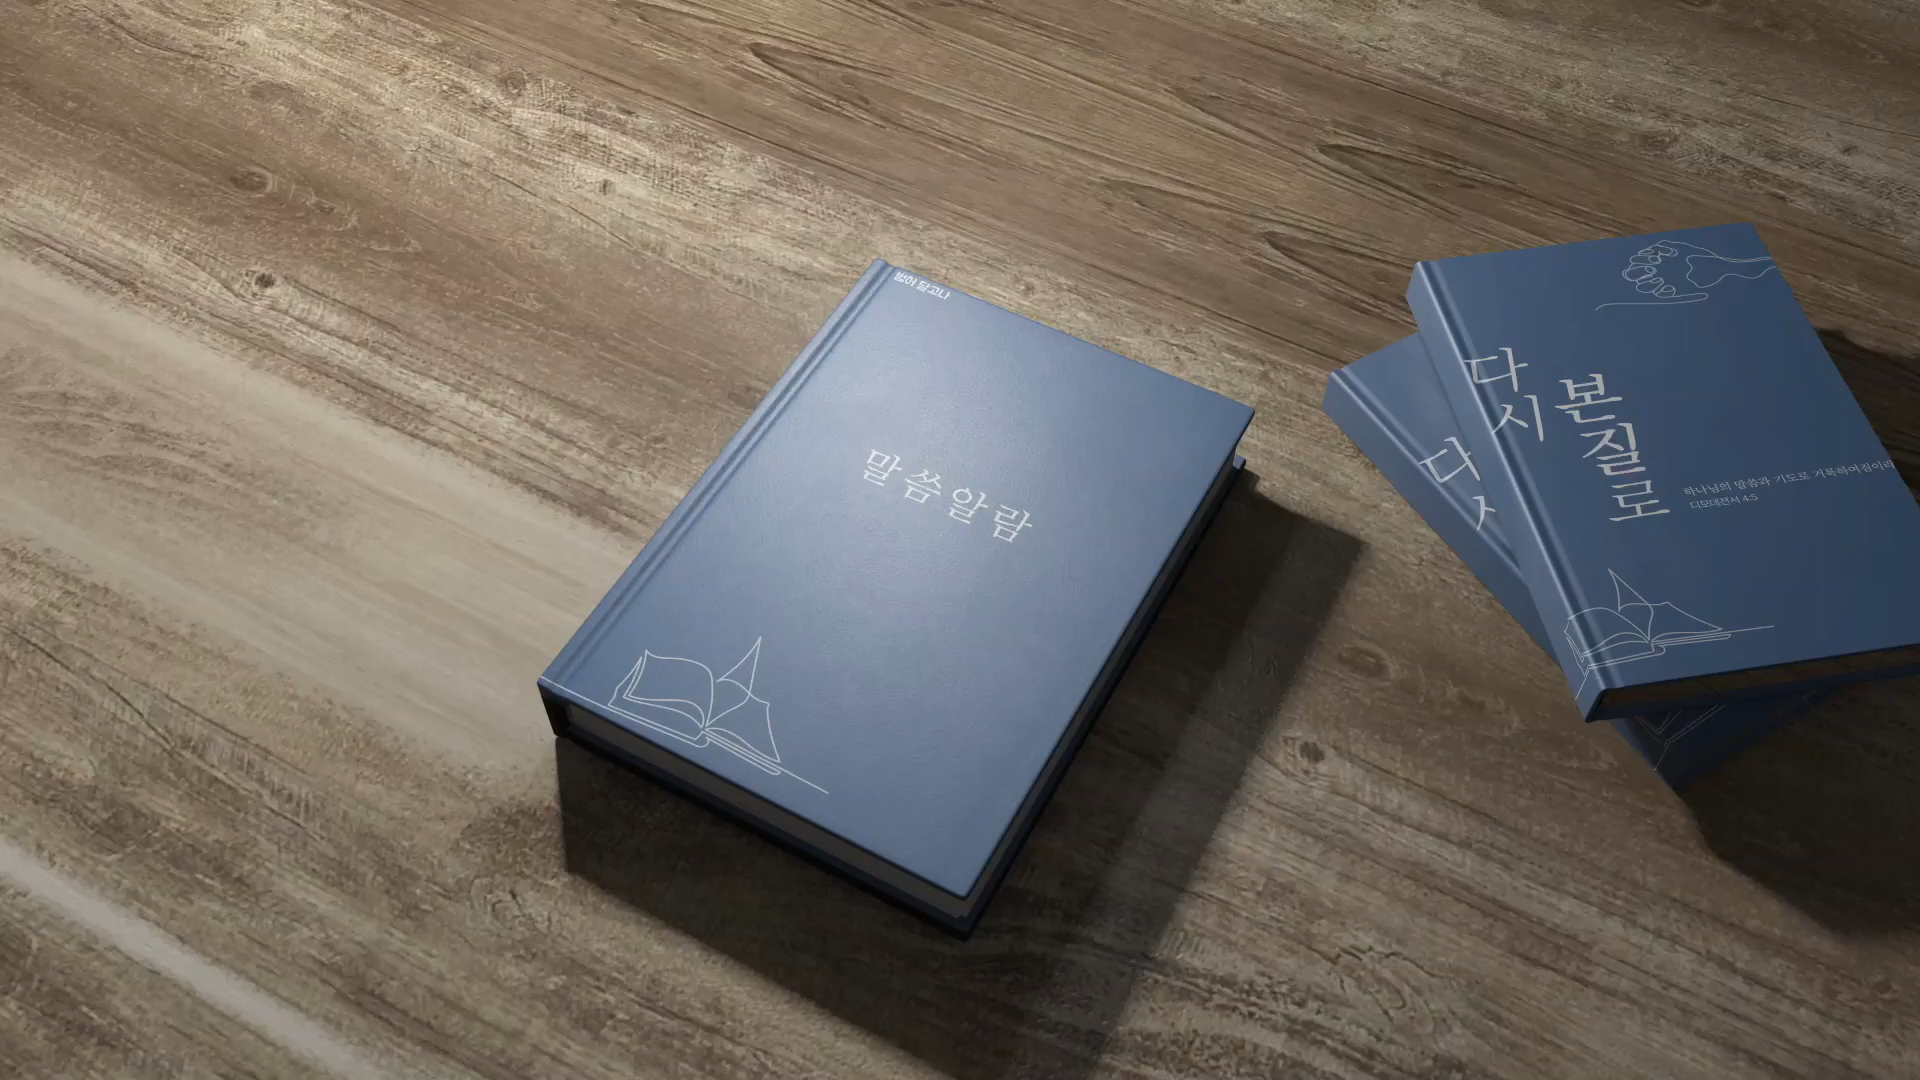 말씀알람
다시
본질로
하나님의 말씀과 기도로 거룩하여짐이라
디모데전서 4:5
다